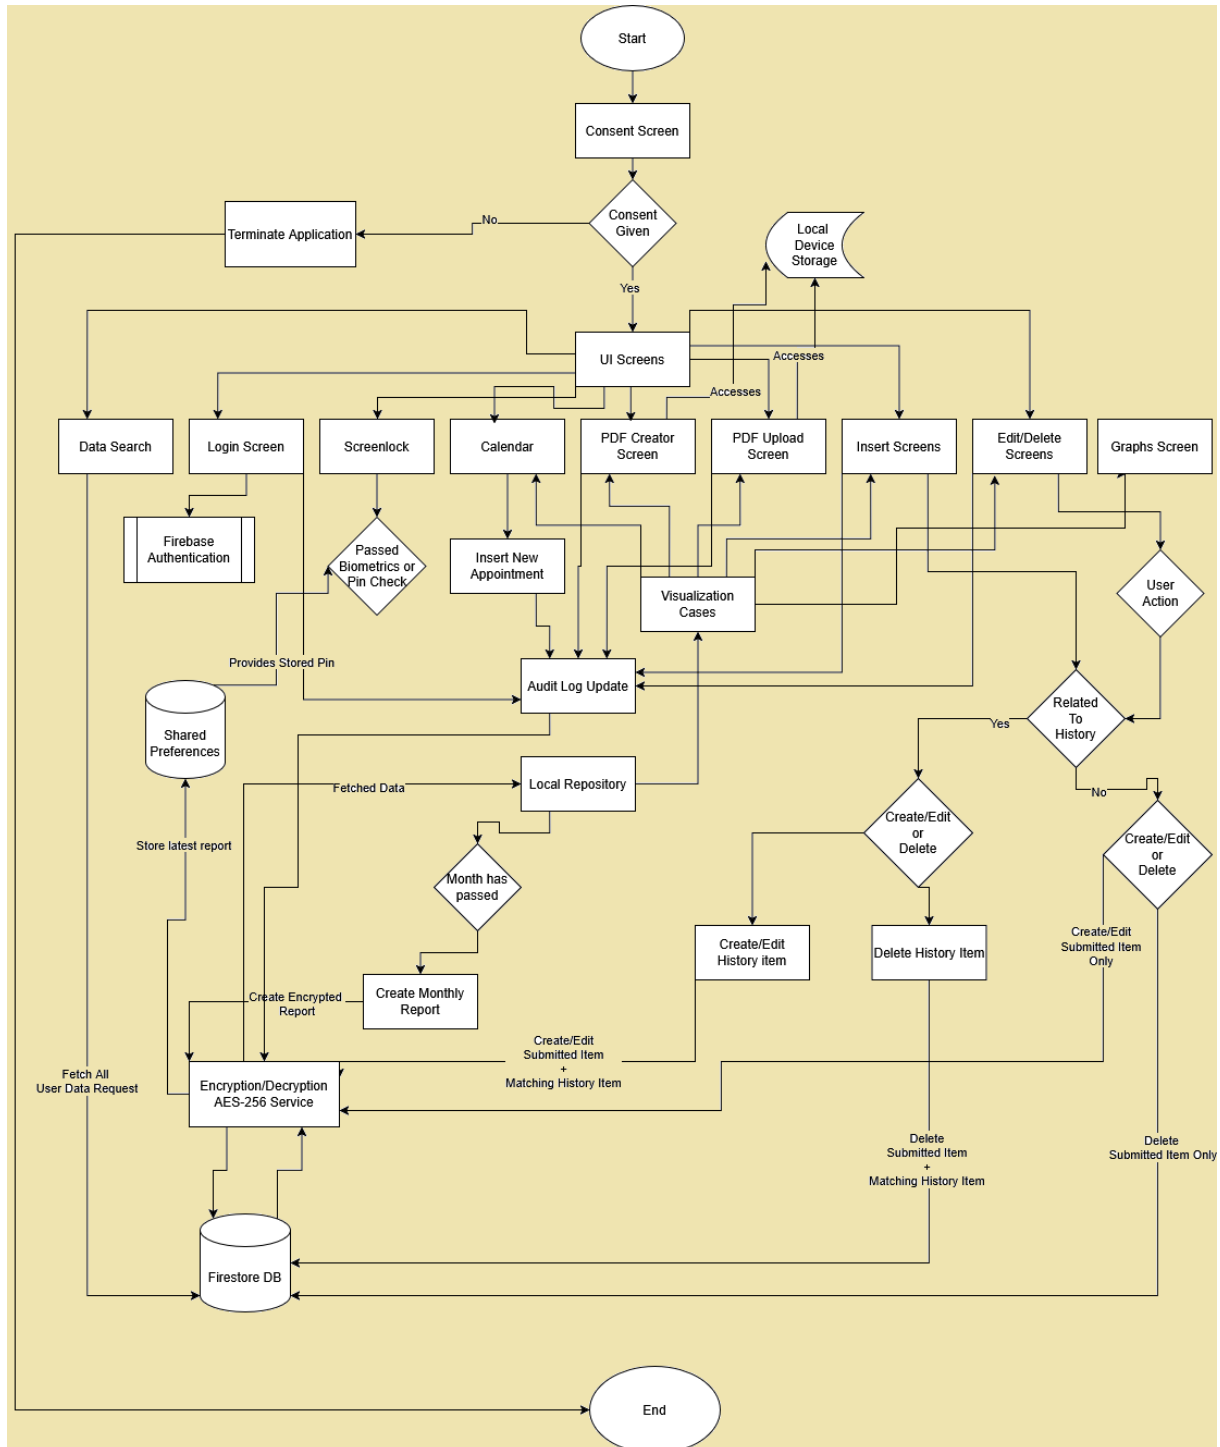 Start
Consent Screen
Consent
Given
No
Terminate Application
Local
Device
Storage
Yes
UI Screens
Accesses
Accesses
Data Search
Login Screen
Screenlock
Calendar
PDF Creator
Screen
PDF Upload
Screen
Insert Screens
Edit/Delete
Screens
Graphs Screen
Firebase
Authentication
Passed
Biometrics or
Pin Check
Insert New
Appointment
Visualization
Cases
User
Action
Provides Stored Pin
Audit Log Update
Related
To
History
Yes
Shared
Preferences
Fetched Data
Local Repository
No
Store latest report
Month has
passed
Create/Edit
or
Delete
Create/Edit
or
Delete
Create/Edit
History item
Delete History Item
Create/Edit
Submitted Item
Only
Create Monthly
Report
Create Encrypted
Report
Create/Edit
Submitted Item
+
Matching History Item
Fetch All
User Data Request
Encryption/Decryption
AES-256 Service
Delete
Submitted Item
+
Matching History Item
Delete
Submitted Item Only
Firestore DB
End